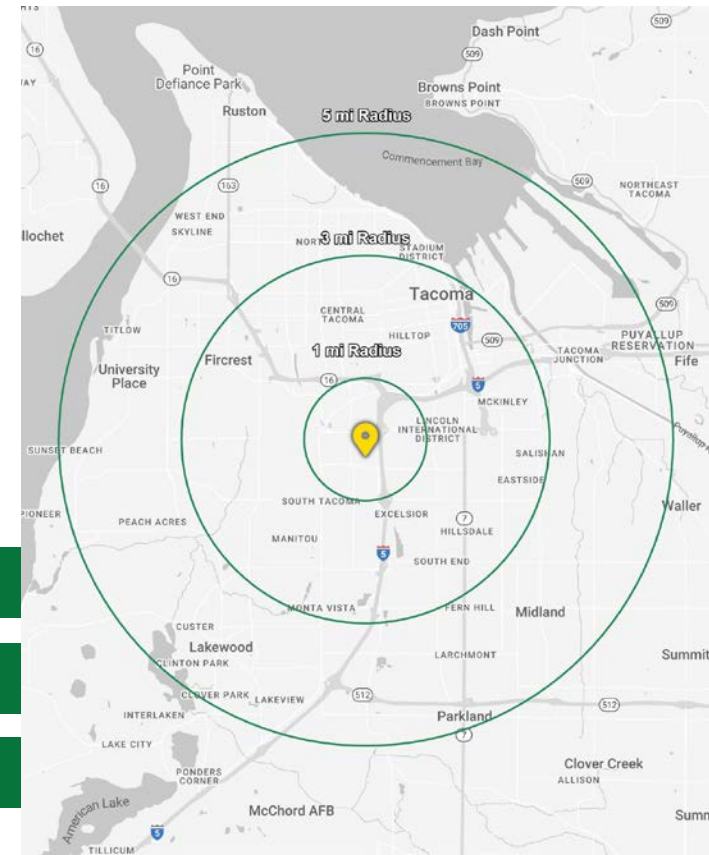 Dash Point
509
509
16
Point
Defiance Park
Browns Point
BROWNS POINT
Ruston
5 mi Radius
Commencement Bay
16
163
509
NORTHEAST
TACOMA
WEST END
SKYLINE
3 mi Radius
STADIUM
DISTRICT
16
Tacoma
509
CENTRAL
TACOMA
705
TITLOW
HILLTOP
509
PUYALLUP
RESERVATION
1 mi Radius
TACOMA
JUNCTION
Fife
Fircrest
University
Place
16
5
MCKINLEY
LINCOLN
INTERNATIONAL
DISTRICT
SUNSET BEACH
SALISHAN
EASTSIDE
SOUTH TACOMA
Waller
PIONEER
PEACH ACRES
EXCELSIOR
7
HILLSDALE
MANITOU
5
SOUTH END
MONTA VISTA
FERN HILL
Midland
CUSTER
Lakewood
CLINTON PARK
LARCHMONT
Summit
CLOVER PARK
LAKEVIEW
512
512
INTERLAKEN
Parkland
7
LAKE CITY
PONDERS
CORNER
Clover Creek
ALLISON
American Lake
McChord AFB
5
TILLICUM